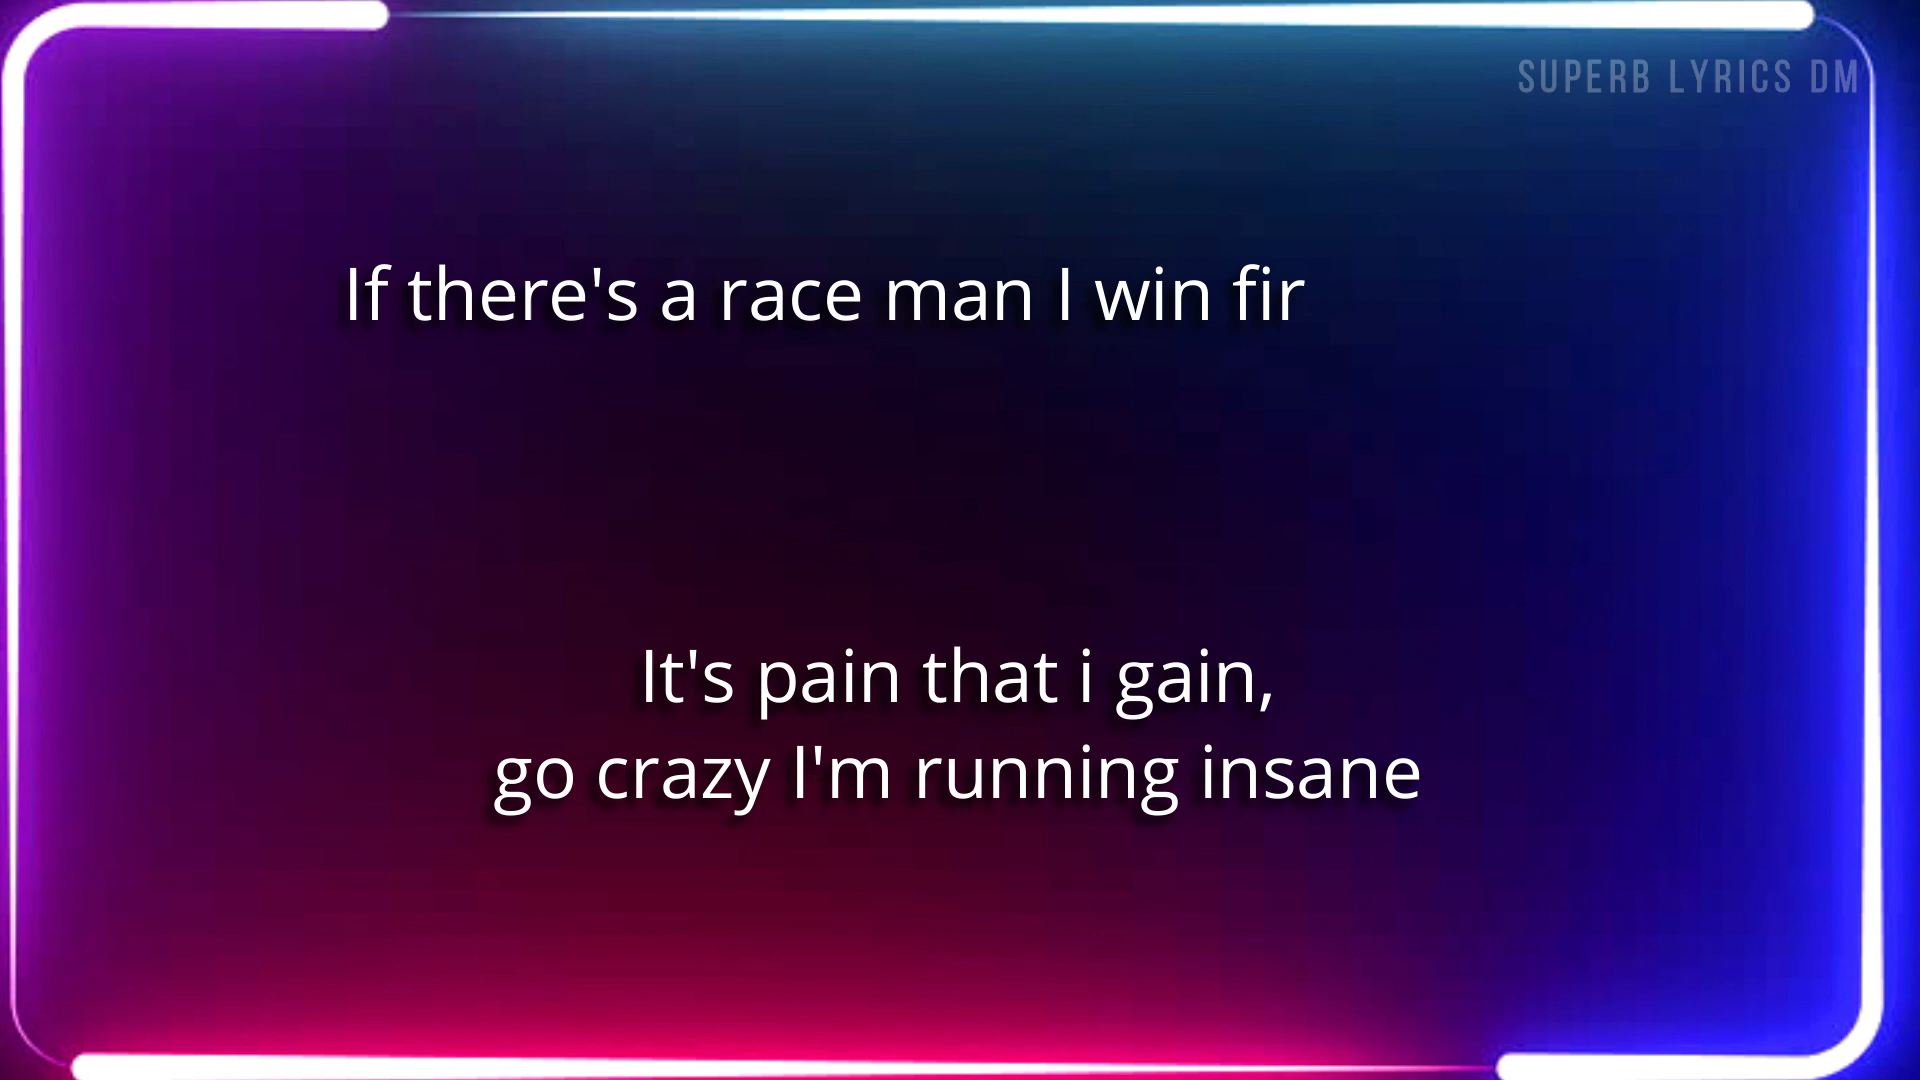 SUPERB LYRICS DM
If there's a race man I win fir
It's pain that i gain,
go crazy I'm running insane